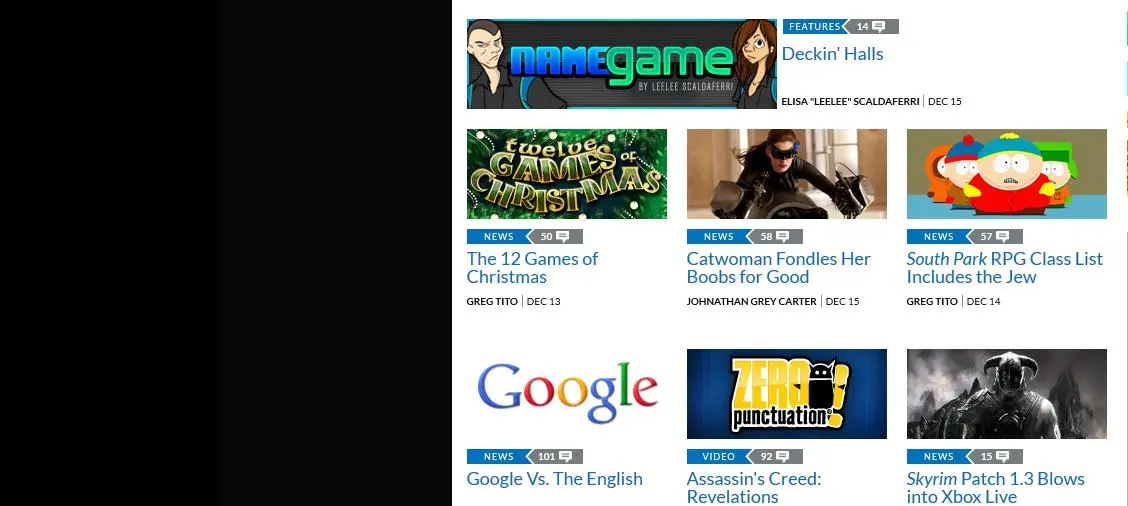 NAMEgame
BY LEELEE SCALDAFERRI
FEATURES 14
Deckin' Halls
ELISA "LEELEE" SCALDAFERRI | DEC 15
twelve
GAMES OF
CHRISTMAS
NEWS 50
The 12 Games of
Christmas
GREG TITO | DEC 13
NEWS 58
Catwoman Fondles Her
Boobs for Good
JOHNATHAN GREY CARTER | DEC 15
NEWS 57
South Park RPG Class List
Includes the Jew
GREG TITO | DEC 14
Google
NEWS 101
Google Vs. The English
ZERO
punctuation®
VIDEO 92
Assassin's Creed:
Revelations
NEWS 15
Skyrim Patch 1.3 Blows
into Xbox Live